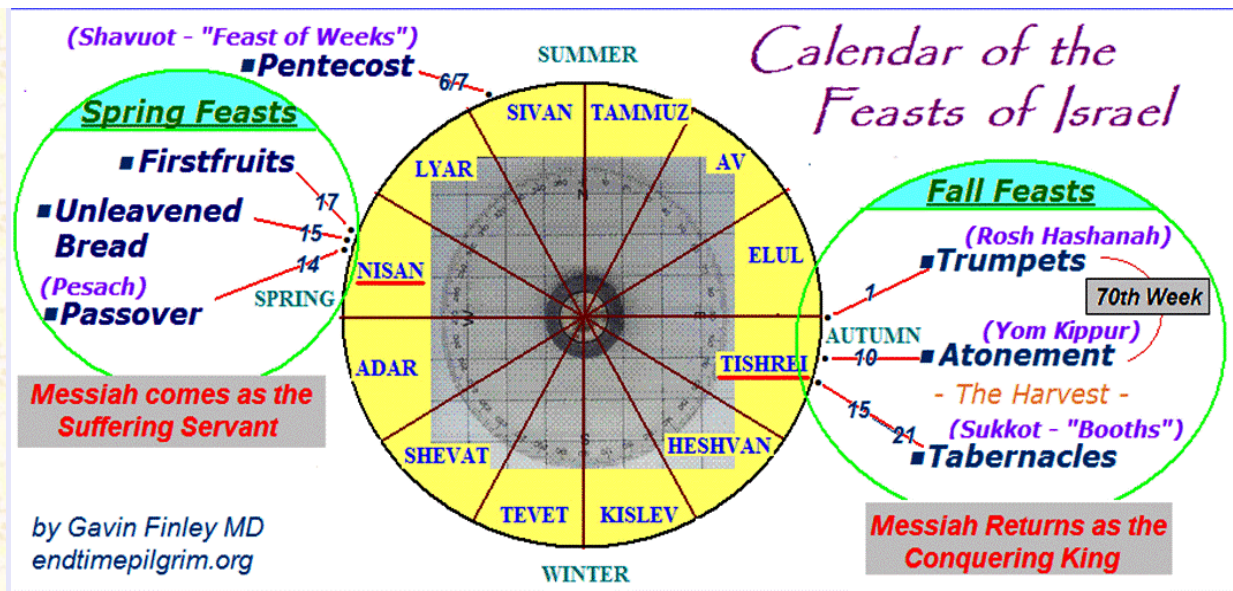 Calendar of the
Feasts of Israel
(Shavuot - "Feast of Weeks")
▪Pentecost
6/7
Spring Feasts
▪Firstfruits
17
▪Unleavened
Bread
15
14
(Pesach)
▪Passover
SPRING
Messiah comes as the
Suffering Servant
by Gavin Finley MD
endtimepilgrim.org
SUMMER
SIVAN
TAMMUZ
LYAR
AV
NISAN
ELUL
ADAR
TISHREI
SHEVAT
HESHVAN
TEVET
KISLEV
N
W
E
S
WINTER
AUTUMN
Fall Feasts
(Rosh Hashanah)
▪Trumpets
1
70th Week
(Yom Kippur)
▪Atonement
10
- The Harvest -
15
21
(Sukkot - "Booths")
▪Tabernacles
Messiah Returns as the
Conquering King